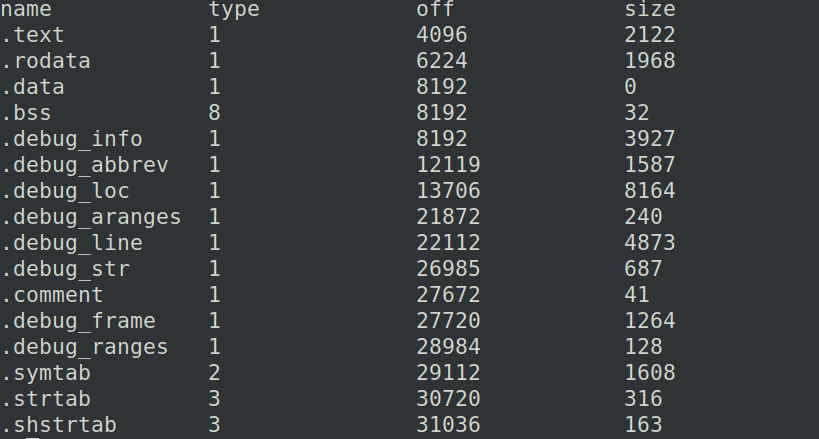 name type off size
.text 1 4096 2122
.rodata 1 6224 1968
.data 1 8192 0
.bss 8 8192 32
.debug_info 1 8192 3927
.debug_abbrev 1 12119 1587
.debug_loc 1 13706 8164
.debug_aranges 1 21872 240
.debug_line 1 22112 4873
.debug_str 1 26985 687
.comment 1 27672 41
.debug_frame 1 27720 1264
.debug_ranges 1 28984 128
.symtab 2 29112 1608
.strtab 3 30720 316
.shstrtab 3 31036 163